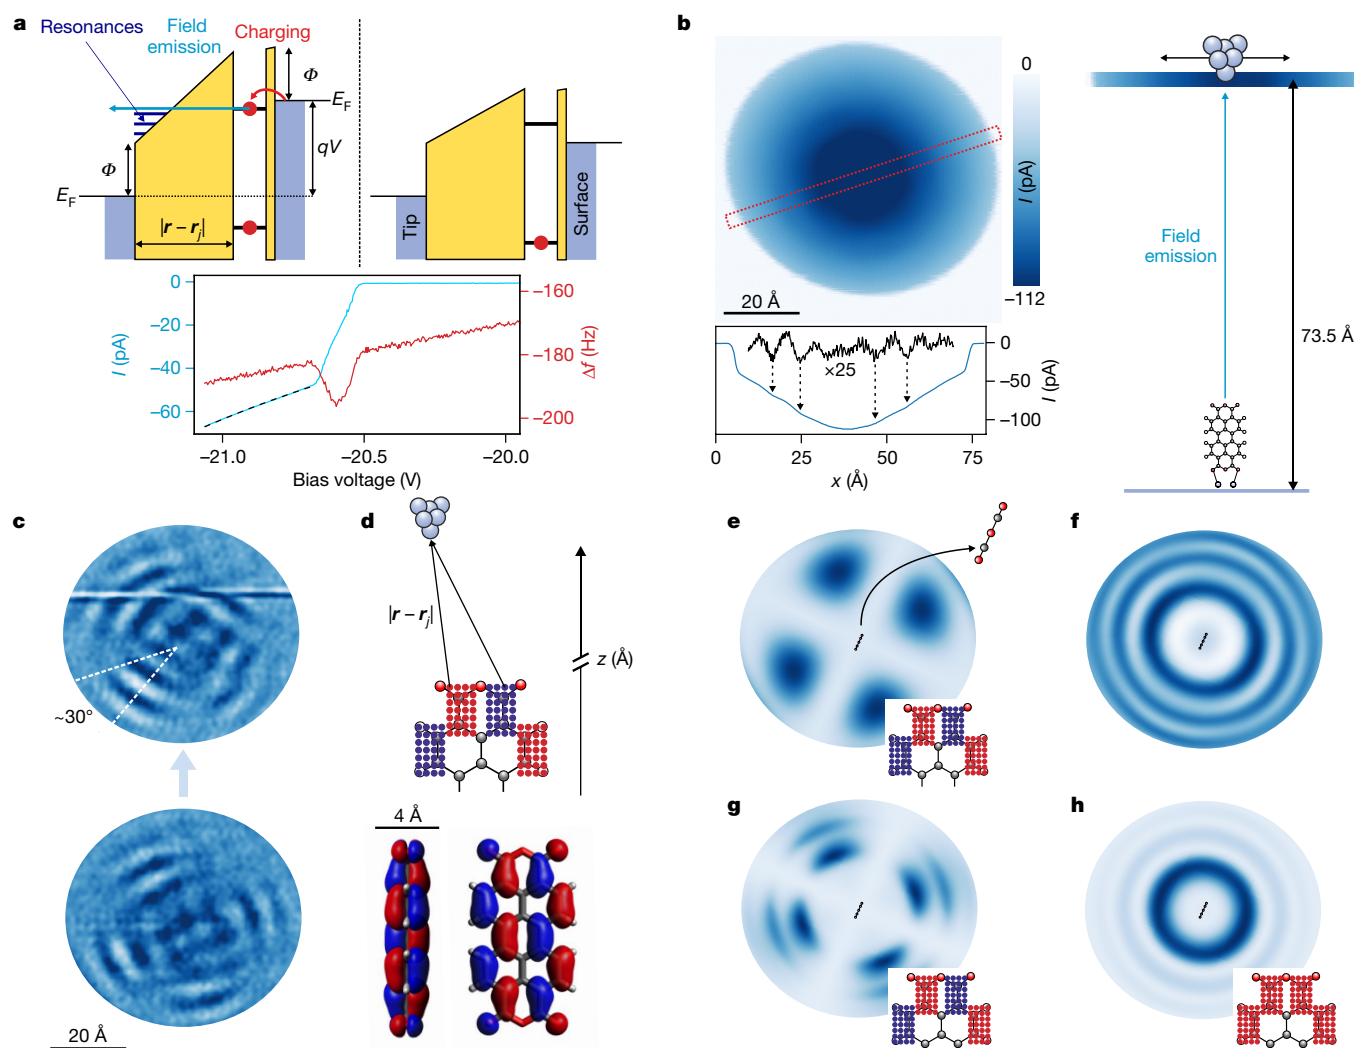 a
Resonances
Field
emission
Charging
Φ
E_F
qV
Φ
E_F
|r − r_j|
Tip
Surface
0
−20
−40
−60
I (pA)
−160
−180
−200
Δf (Hz)
−21.0
−20.5
−20.0
Bias voltage (V)
b
0
I (pA)
−112
20 Å
×25
0
−50
−100
I (pA)
0
25
50
75
x (Å)
Field
emission
73.5 Å
c
~30°
20 Å
d
|r − r_j|
z (Å)
4 Å
e
f
g
h